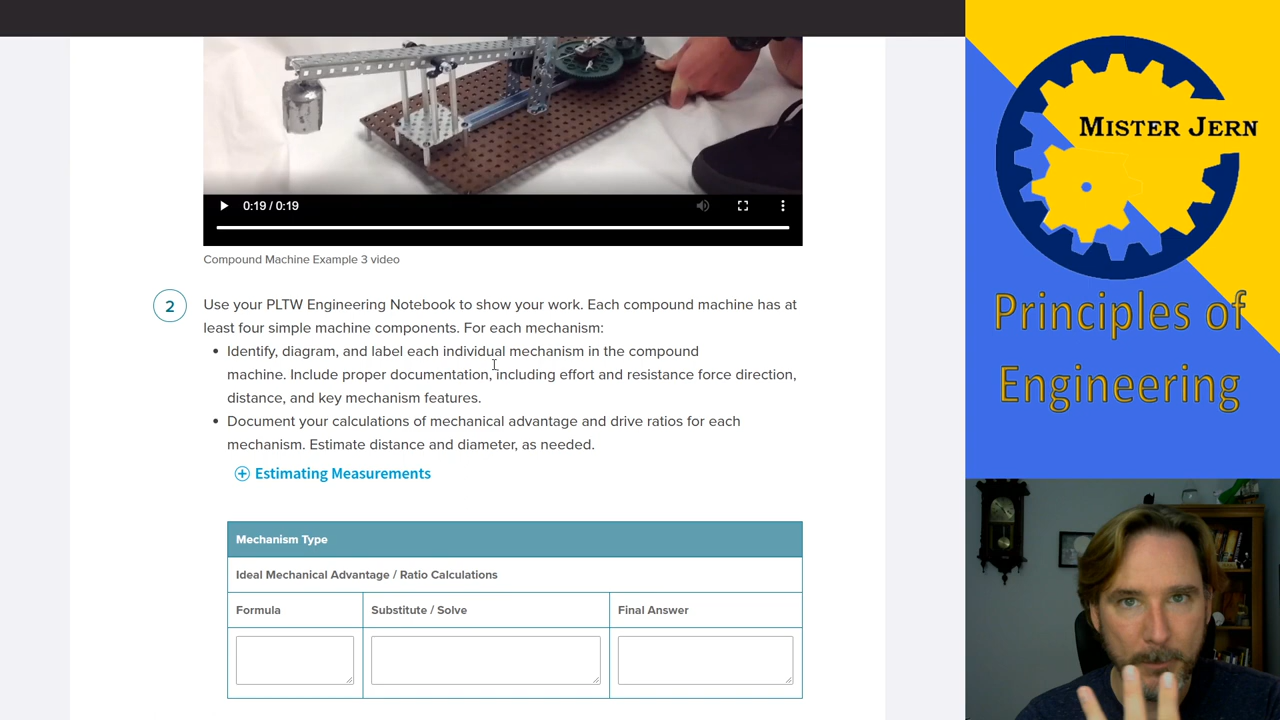 0:19 / 0:19
Compound Machine Example 3 video
2
Use your PLTW Engineering Notebook to show your work. Each compound machine has at
least four simple machine components. For each mechanism:
• Identify, diagram, and label each individual mechanism in the compound
machine. Include proper documentation, including effort and resistance force direction,
distance, and key mechanism features.
• Document your calculations of mechanical advantage and drive ratios for each
mechanism. Estimate distance and diameter, as needed.
Estimating Measurements
Mechanism Type
Ideal Mechanical Advantage / Ratio Calculations
Formula
Substitute / Solve
Final Answer
MISTER JERN
Principles of
Engineering